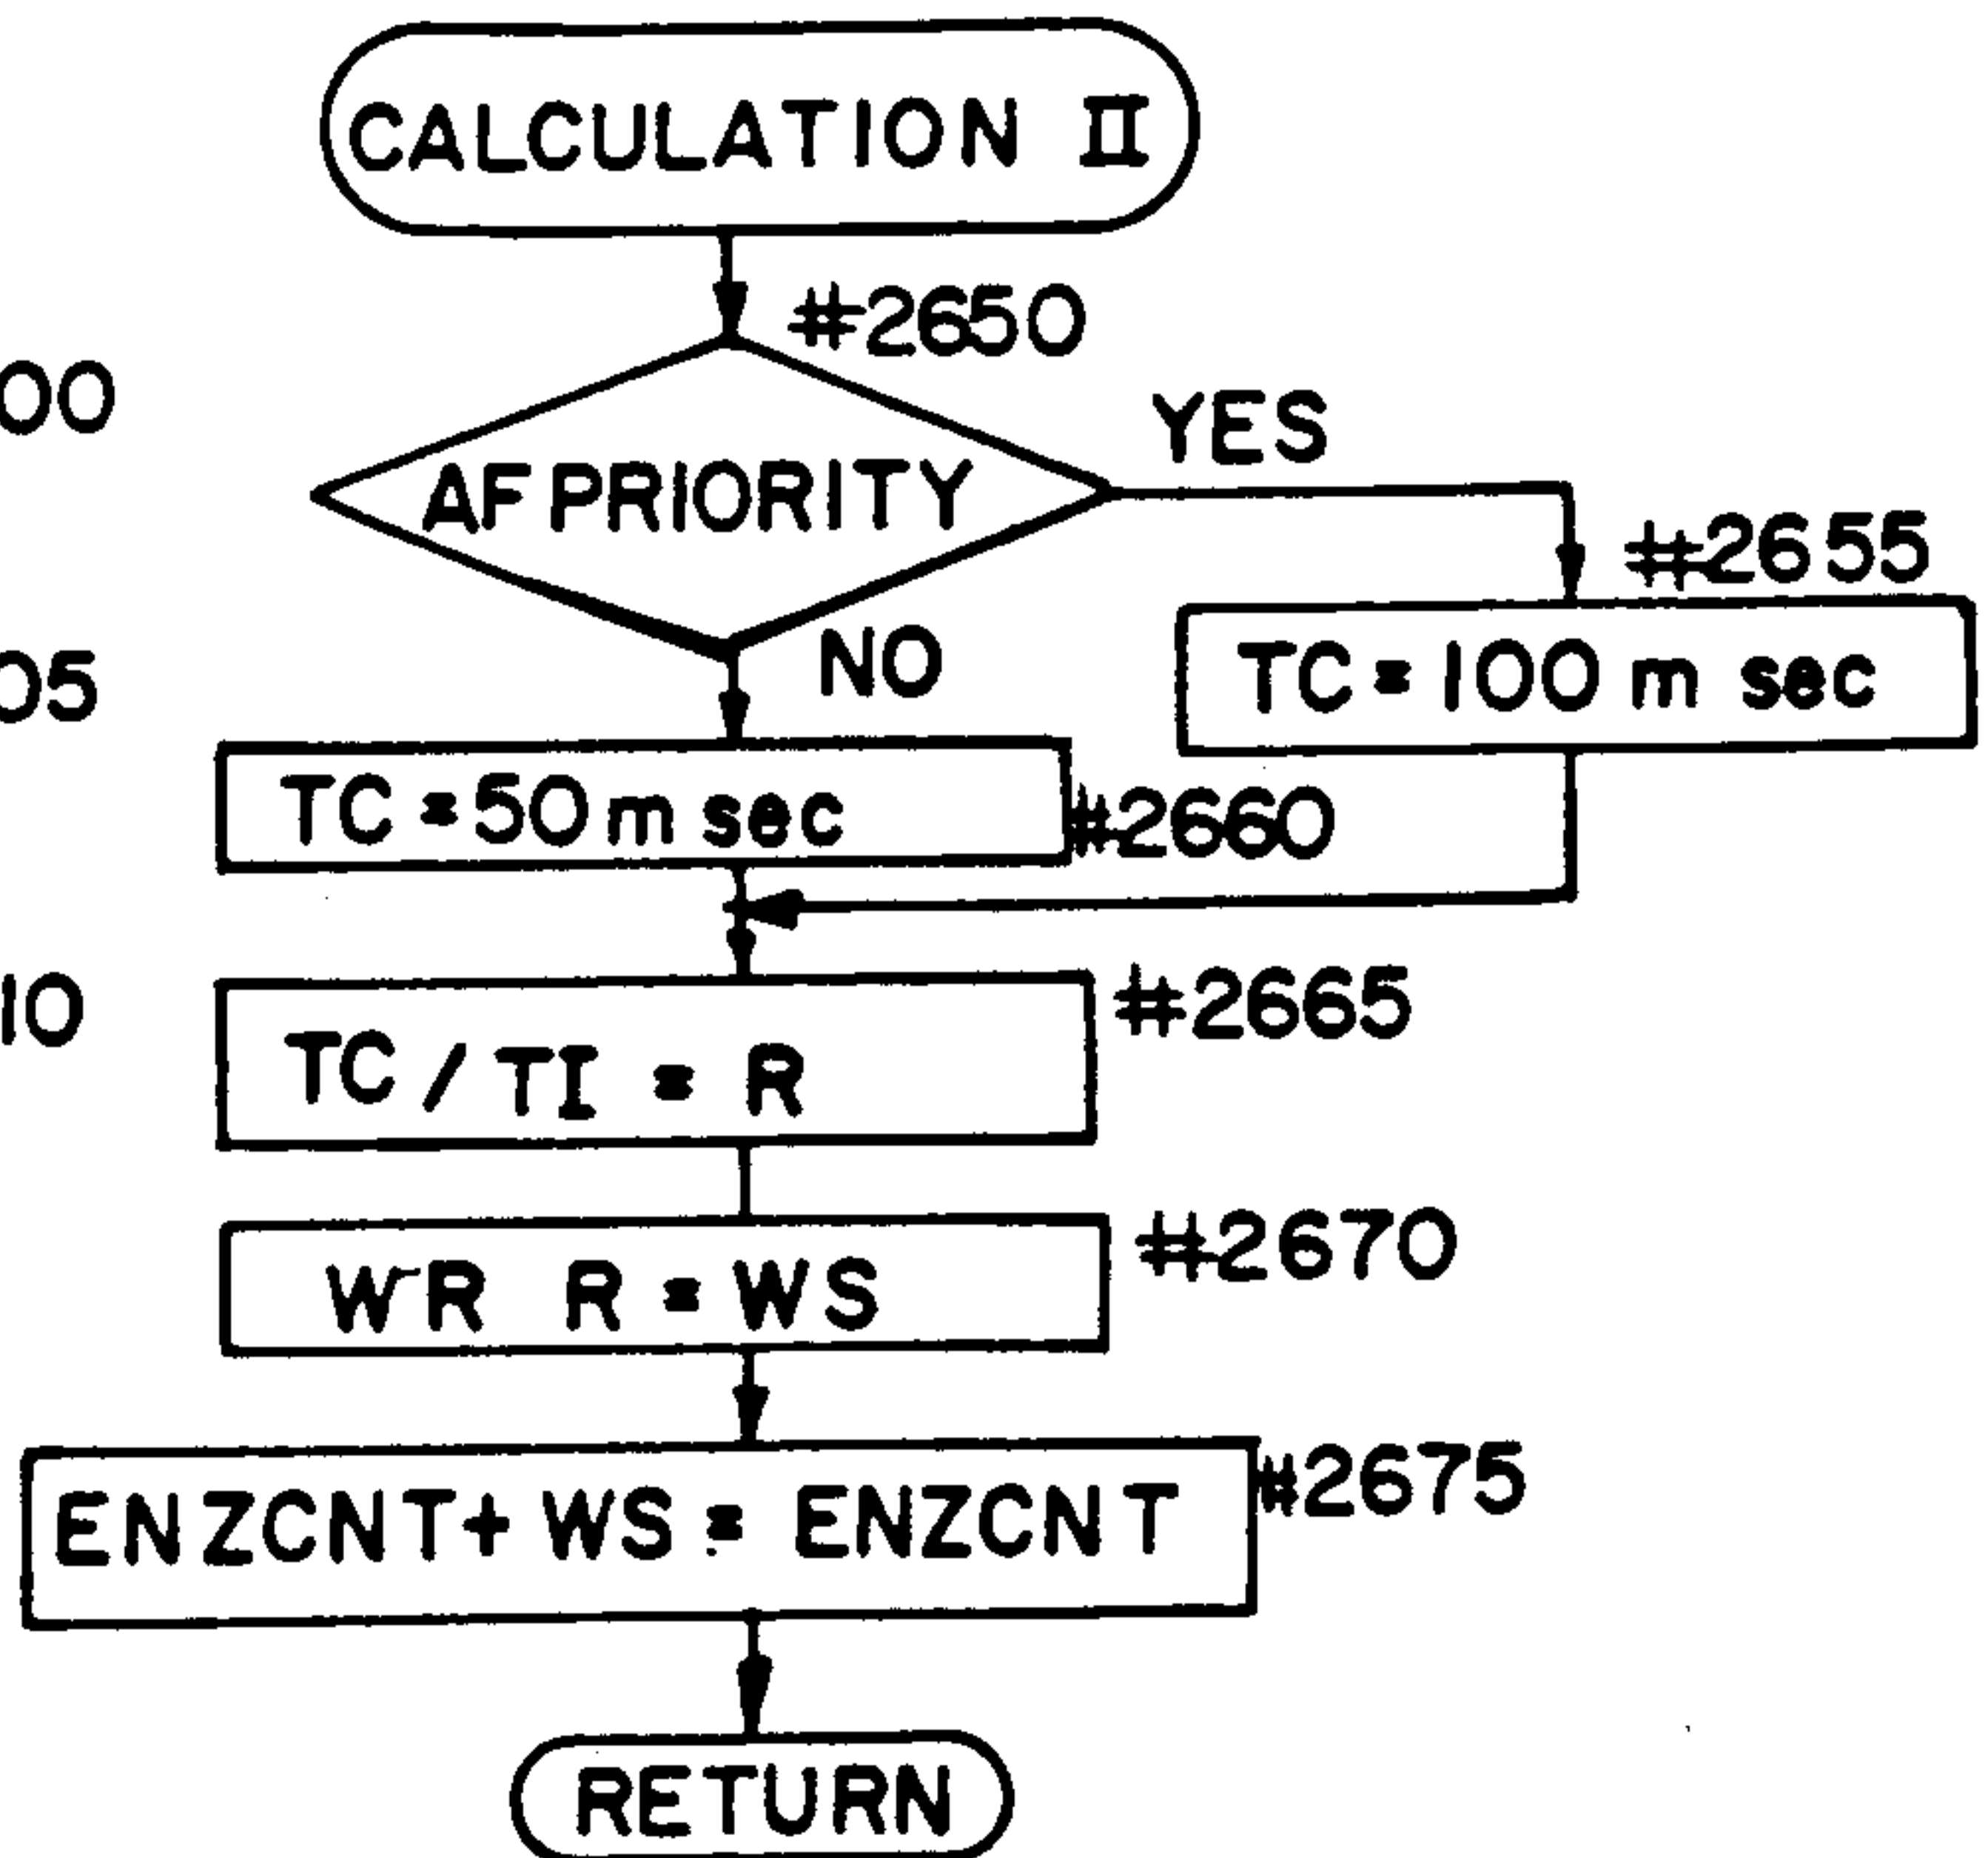 CALCULATION II
#2650
00
YES
AF PRIORITY
#2655
NO
TC=100 m sec
05
TC=50 m sec
#2660
10
#2665
TC/TI = R
#2670
WR R = WS
#2675
ENZCNT+WS = ENZCNT
RETURN